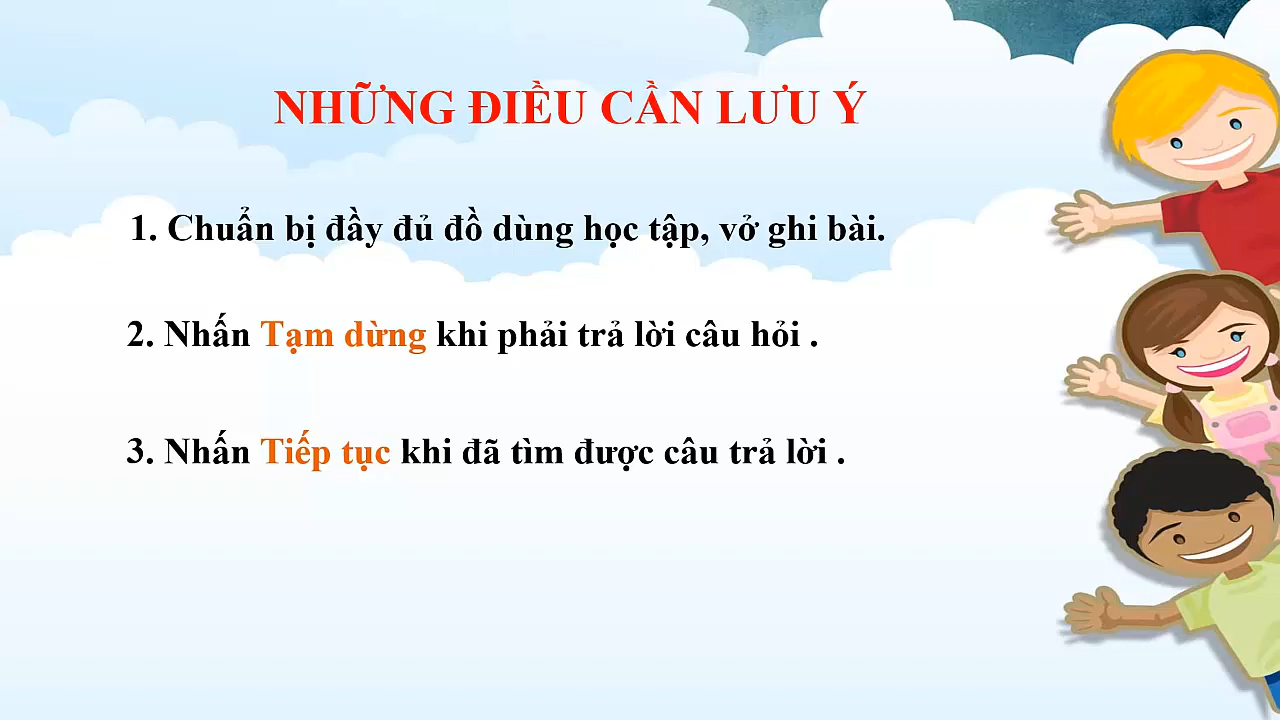 NHỮNG ĐIỀU CẦN LƯU Ý
1. Chuẩn bị đầy đủ đồ dùng học tập, vở ghi bài.
2. Nhấn Tạm dừng khi phải trả lời câu hỏi .
3. Nhấn Tiếp tục khi đã tìm được câu trả lời .